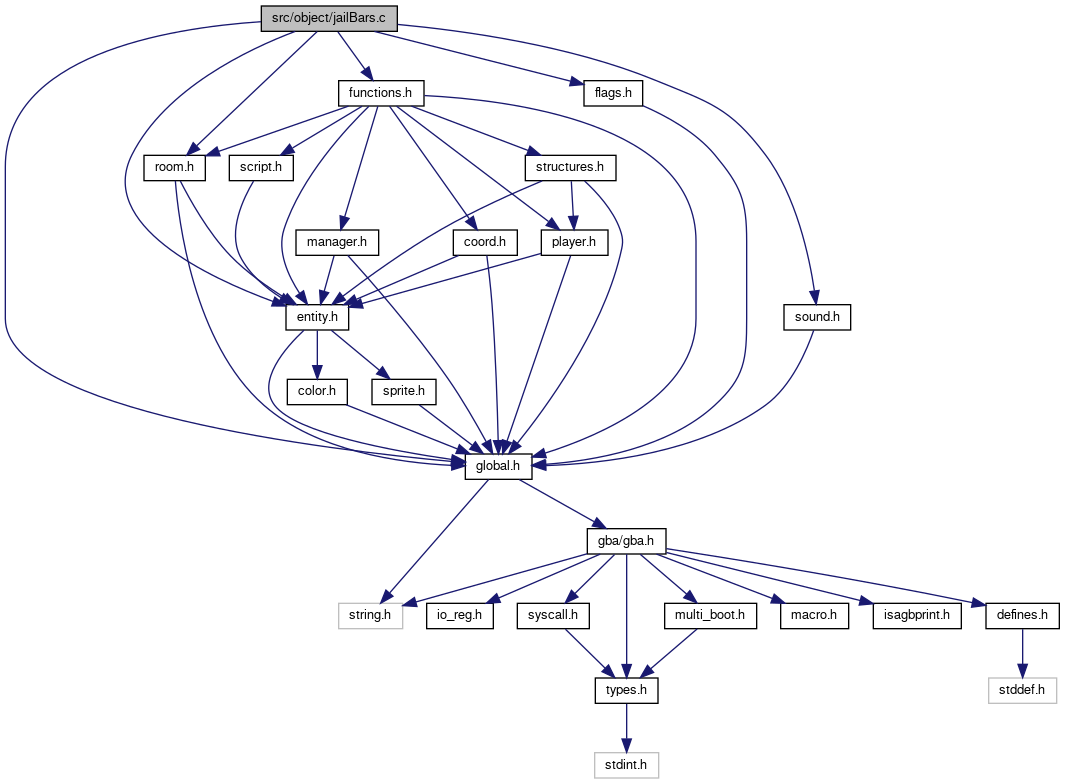 src/object/jailBars.c
functions.h
flags.h
room.h
script.h
structures.h
manager.h
coord.h
player.h
entity.h
sound.h
color.h
sprite.h
global.h
gba/gba.h
string.h
io_reg.h
syscall.h
multi_boot.h
macro.h
isagbprint.h
defines.h
types.h
stddef.h
stdint.h